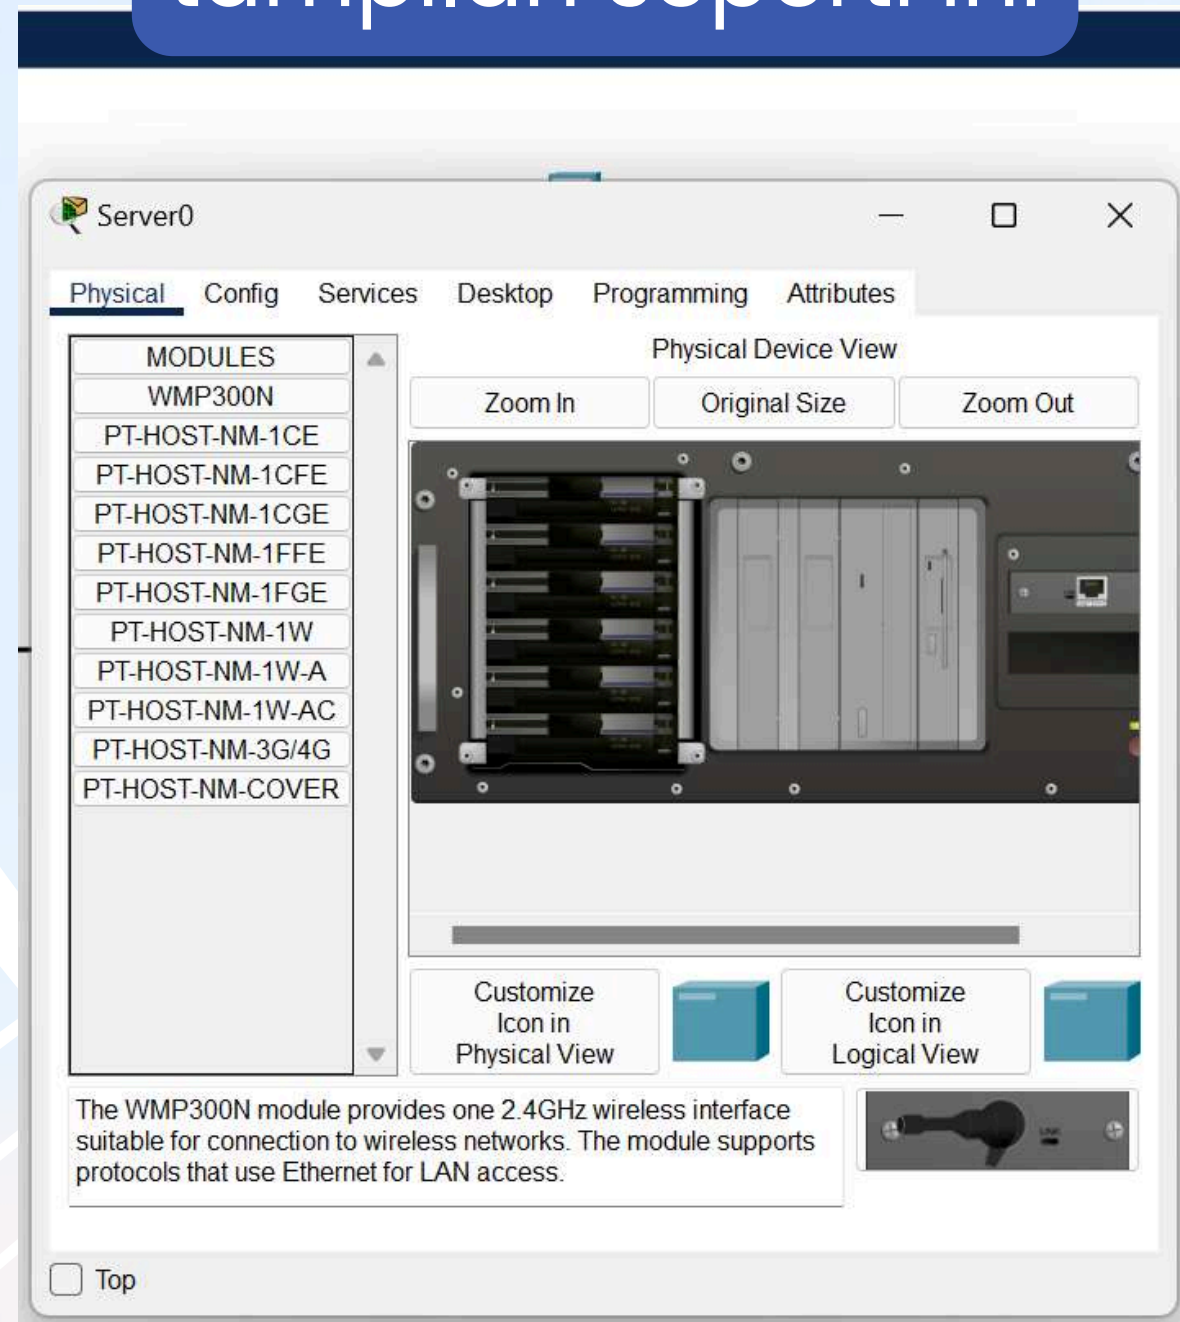 tampilan seperti ini
Server0
Physical Config Services Desktop Programming Attributes
MODULES
WMP300N
PT-HOST-NM-1CE
PT-HOST-NM-1CFE
PT-HOST-NM-1CGE
PT-HOST-NM-1FFE
PT-HOST-NM-1FGE
PT-HOST-NM-1W
PT-HOST-NM-1W-A
PT-HOST-NM-1W-AC
PT-HOST-NM-3G/4G
PT-HOST-NM-COVER
Physical Device View
Zoom In Original Size Zoom Out
Customize
Icon in
Physical View
Customize
Icon in
Logical View
The WMP300N module provides one 2.4GHz wireless interface
suitable for connection to wireless networks. The module supports
protocols that use Ethernet for LAN access.
Top